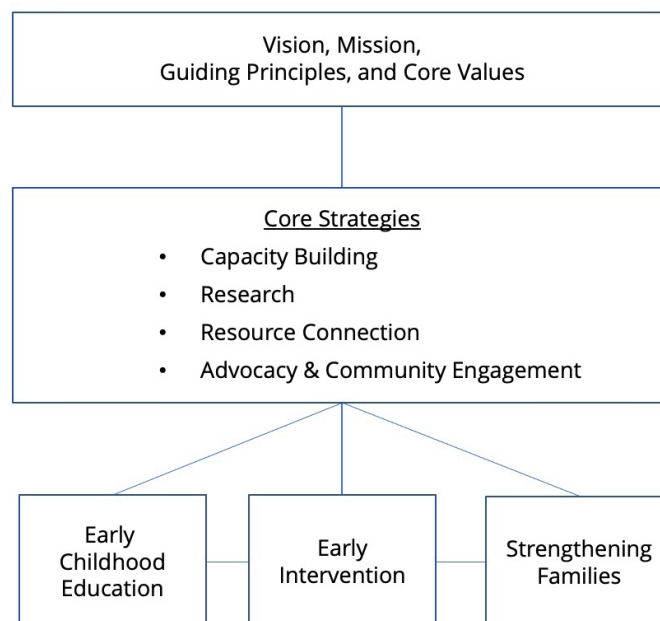 Vision, Mission,
Guiding Principles, and Core Values
Core Strategies
• Capacity Building
• Research
• Resource Connection
• Advocacy & Community Engagement
Early
Childhood
Education
Early
Intervention
Strengthening
Families